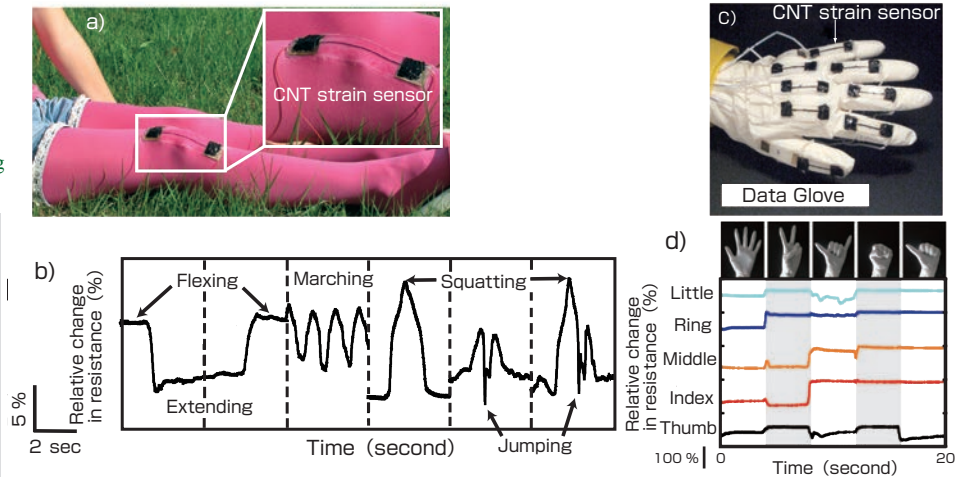 a)
CNT strain sensor
g
b)
Flexing
Marching
Squatting
Extending
Jumping
Relative change
in resistance (%)
5 %
2 sec
Time (second)
c)
CNT strain sensor
Data Glove
d)
Little
Ring
Middle
Index
Thumb
Relative change
in resistance (%)
100 %
0
20
Time (second)